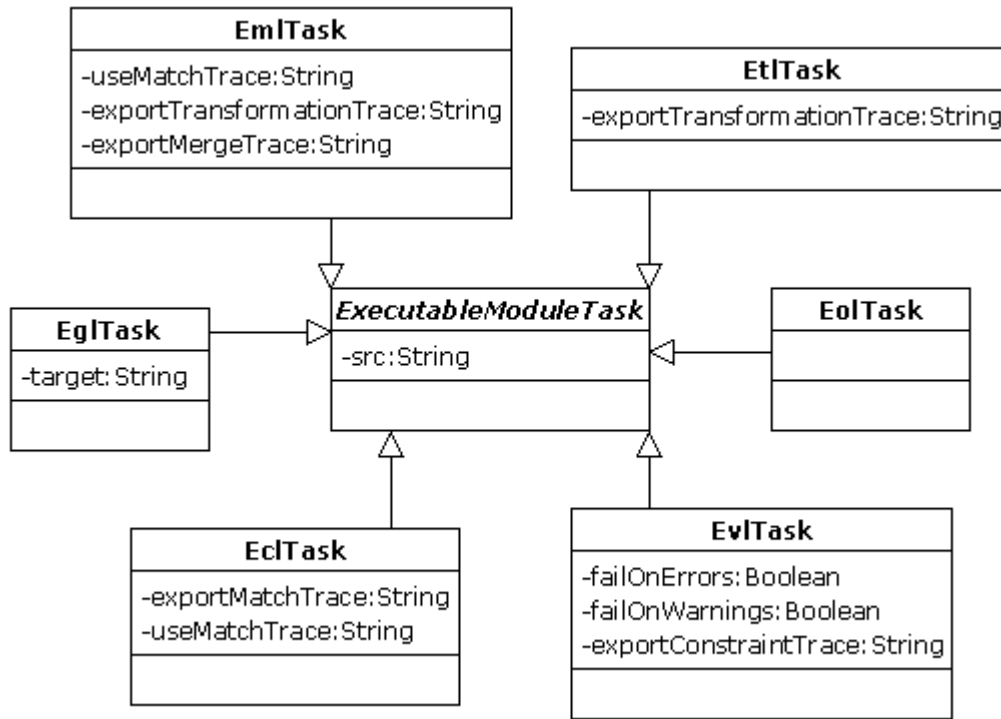 EmlTask
-useMatchTrace:String
-exportTransformationTrace:String
-exportMergeTrace:String
EtlTask
-exportTransformationTrace:String
EglTask
-target:String
ExecutableModuleTask
-src:String
EolTask
EclTask
-exportMatchTrace:String
-useMatchTrace:String
EvlTask
-failOnErrors:Boolean
-failOnWarnings:Boolean
-exportConstraintTrace:String